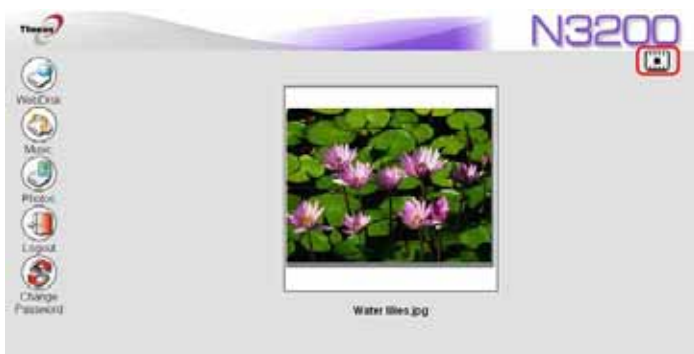 Thecus
N3200
WebDisk
Music
Photos
Logout
Change
Password
Water lilies.jpg